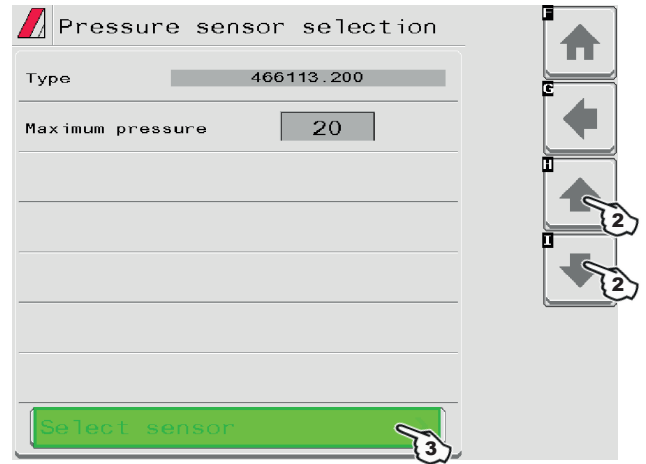 Pressure sensor selection
Type 466113.200
Maximum pressure 20
Select sensor
3
F
G
H
2
I
2